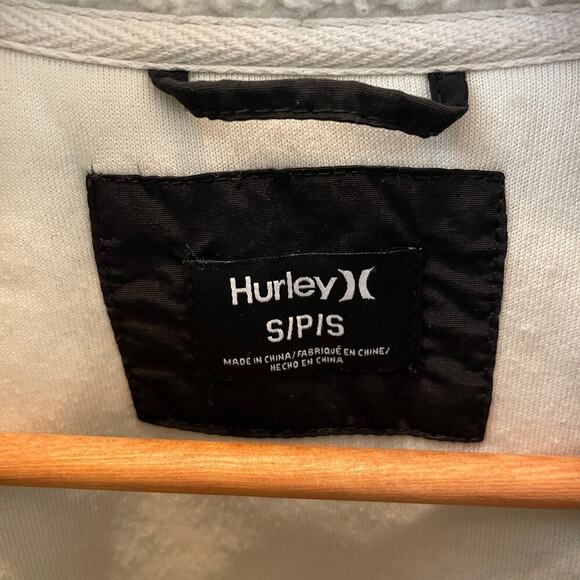 Hurley
S/P/S
MADE IN CHINA/FABRIQUÉ EN CHINE/
HECHO EN CHINA